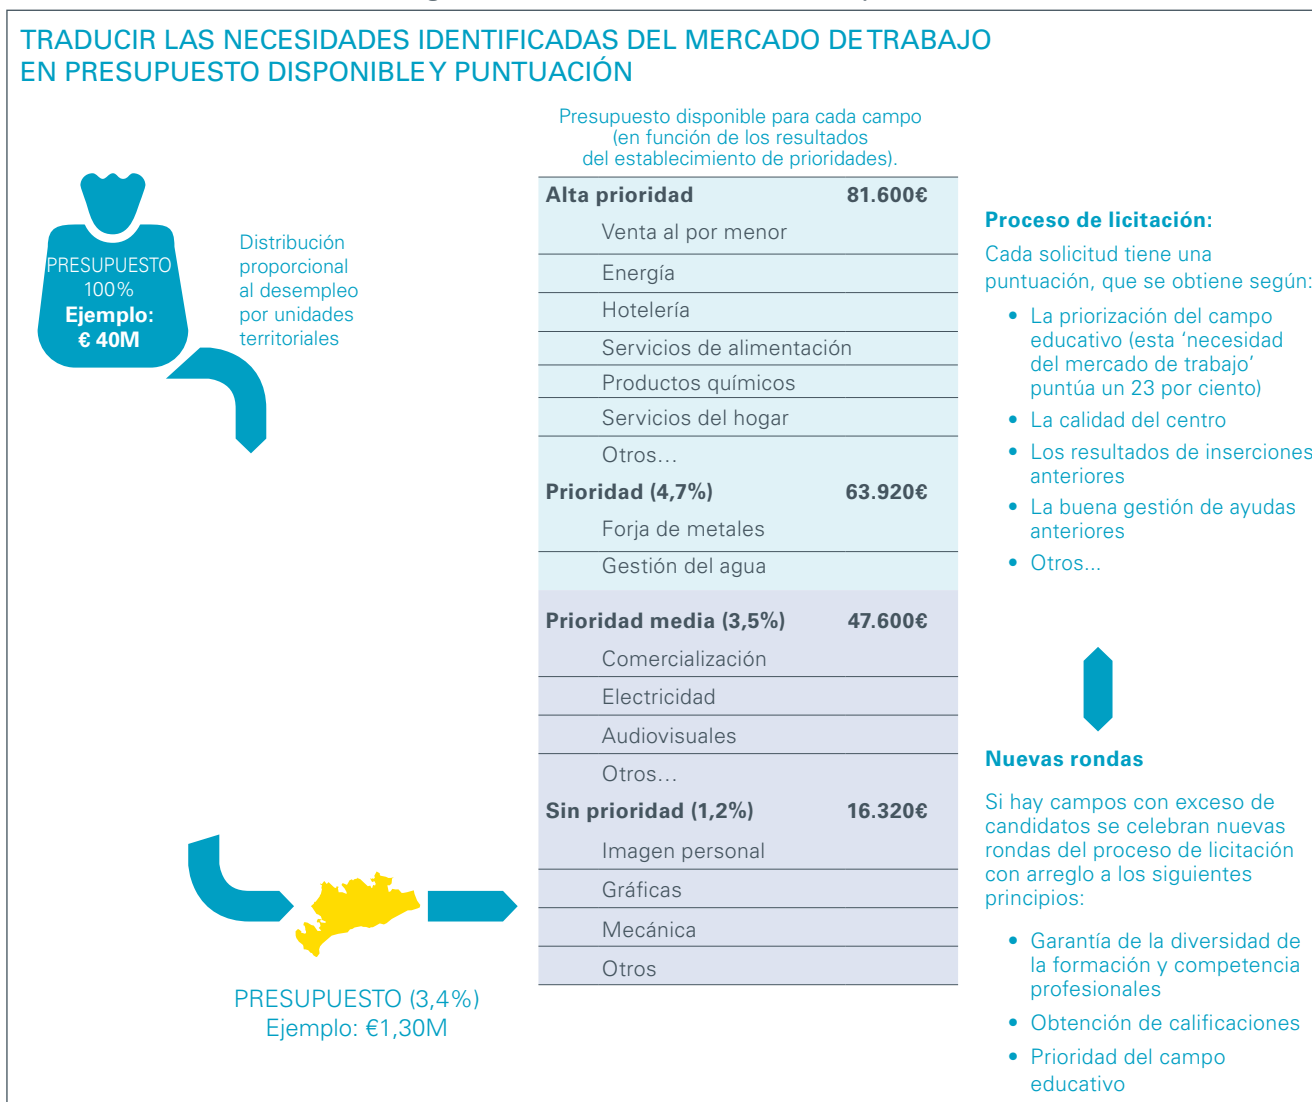 TRADUCIR LAS NECESIDADES IDENTIFICADAS DEL MERCADO DE TRABAJO
EN PRESUPUESTO DISPONIBLE Y PUNTUACIÓN
PRESUPUESTO
100%
Ejemplo:
€ 40M
Distribución
proporcional
al desempleo
por unidades
territoriales
PRESUPUESTO (3,4%)
Ejemplo: €1,30M
Presupuesto disponible para cada campo
(en función de los resultados
del establecimiento de prioridades).
Alta prioridad 81.600€
Venta al por menor
Energía
Hotelería
Servicios de alimentación
Productos químicos
Servicios del hogar
Otros…
Prioridad (4,7%) 63.920€
Forja de metales
Gestión del agua
Prioridad media (3,5%) 47.600€
Comercialización
Electricidad
Audiovisuales
Otros…
Sin prioridad (1,2%) 16.320€
Imagen personal
Gráficas
Mecánica
Otros
Proceso de licitación:
Cada solicitud tiene una
puntuación, que se obtiene según:
• La priorización del campo
educativo (esta ‘necesidad
del mercado de trabajo’
puntúa un 23 por ciento)
• La calidad del centro
• Los resultados de inserciones
anteriores
• La buena gestión de ayudas
anteriores
• Otros...
Nuevas rondas
Si hay campos con exceso de
candidatos se celebran nuevas
rondas del proceso de licitación
con arreglo a los siguientes
principios:
• Garantía de la diversidad de
la formación y competencia
profesionales
• Obtención de calificaciones
• Prioridad del campo
educativo